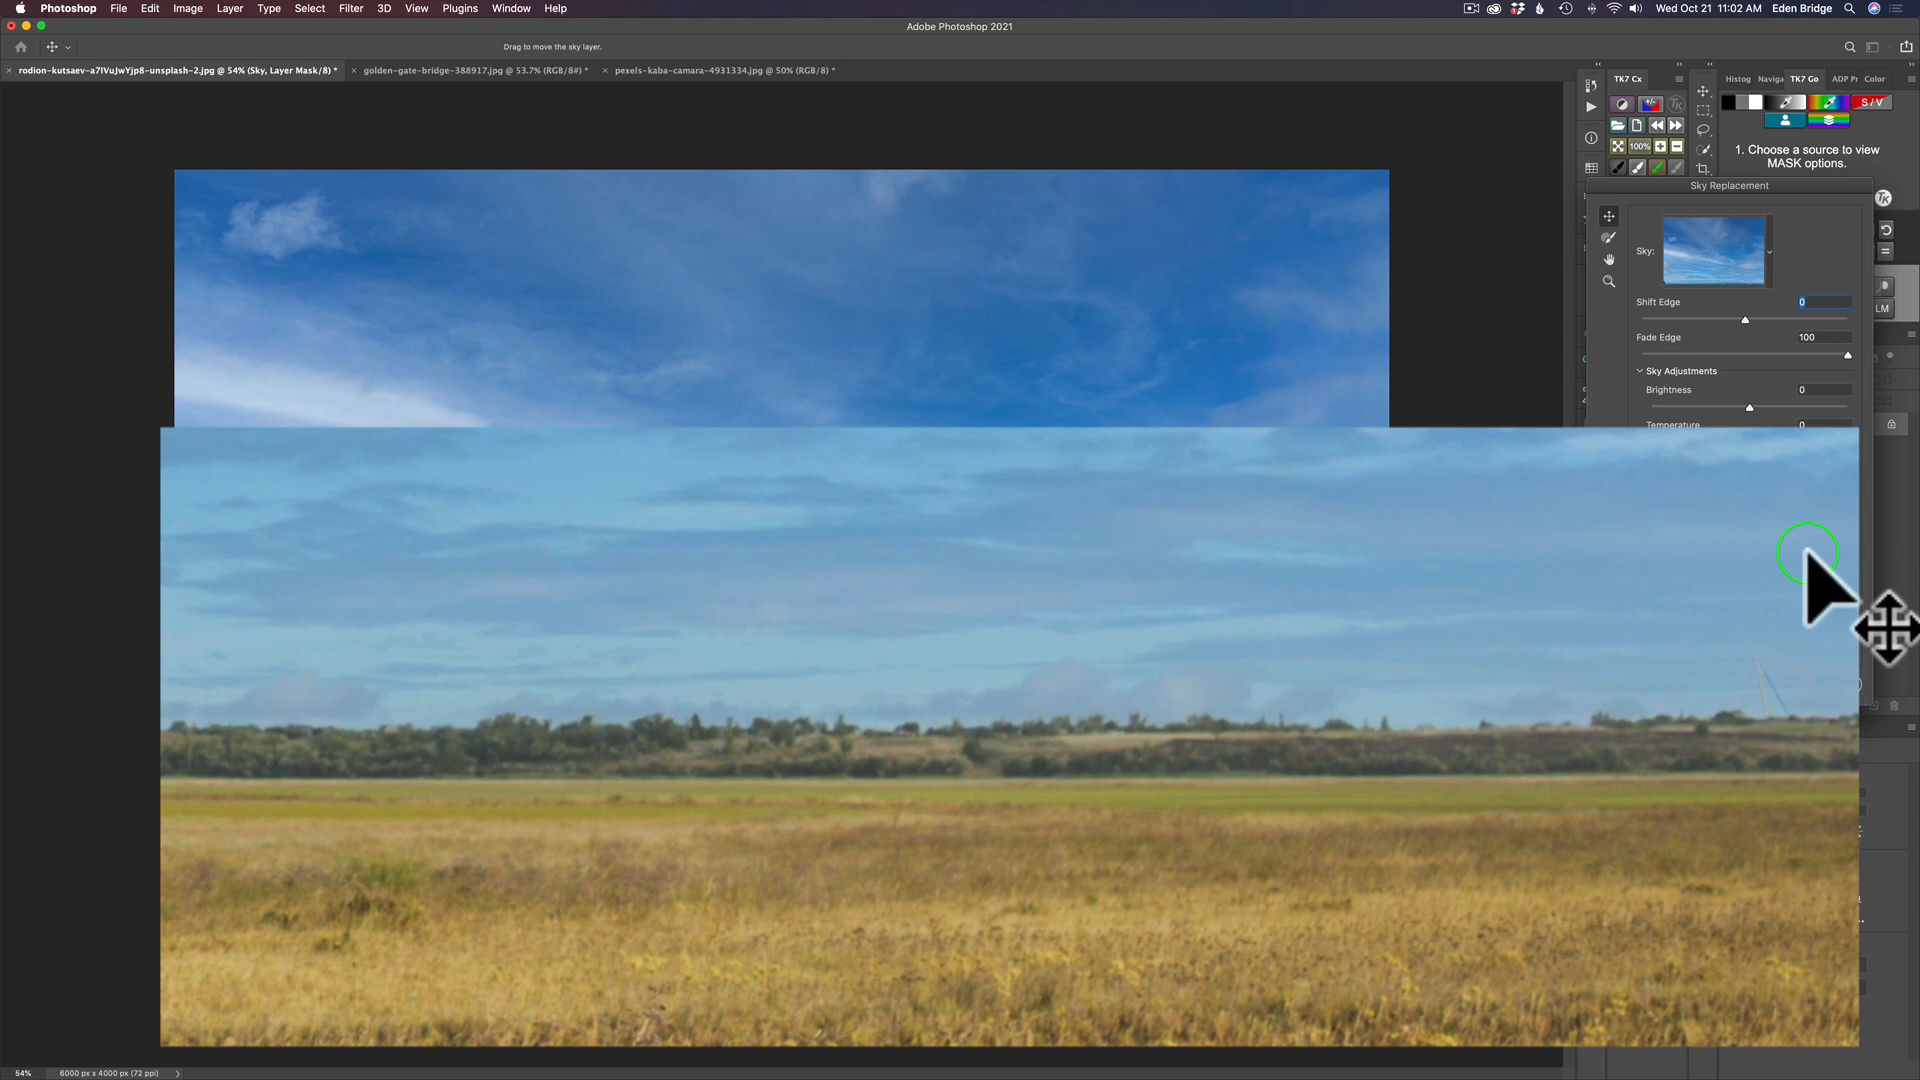 Photoshop File Edit Image Layer Type Select Filter 3D View Plugins Window Help
Wed Oct 21 11:02 AM Eden Bridge
Adobe Photoshop 2021
Drag to move the sky layer.
rodion-kutsaev-a7IVuJwYjp8-unsplash-2.jpg @ 54% (Sky, Layer Mask/8) *
golden-gate-bridge-388917.jpg @ 53.7% (RGB/8#) *
pexels-kaba-camara-4931334.jpg @ 50% (RGB/8) *
TK7 Cx
Histog Naviga TK7 Go ADP Pr Color
S / V
TK
100%
1. Choose a source to view
MASK options.
Sky Replacement
TK
Sky:
Shift Edge 0
LM
Fade Edge 100
Sky Adjustments
Brightness 0
Temperature 0
54% 6000 px x 4000 px (72 ppi)